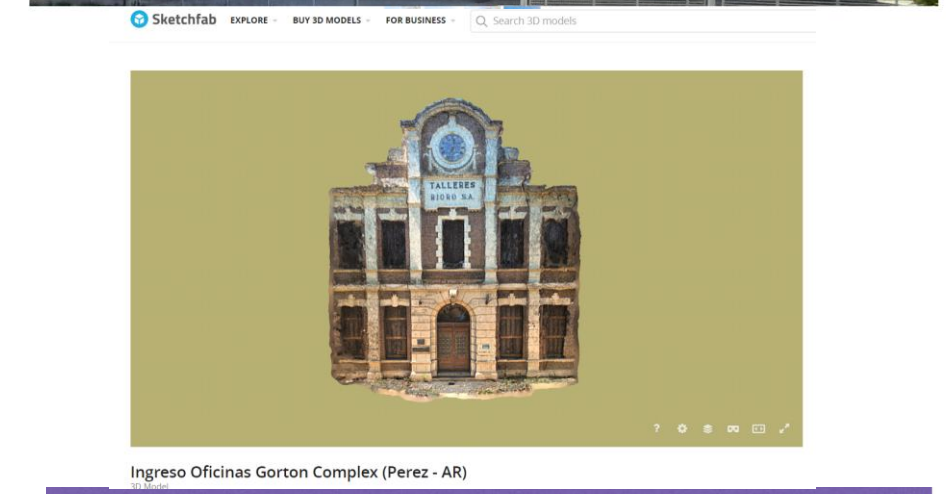 Sketchfab EXPLORE BUY 3D MODELS FOR BUSINESS Search 3D models
TALLERES
?
Ingreso Oficinas Gorton Complex (Perez - AR)
3D Model